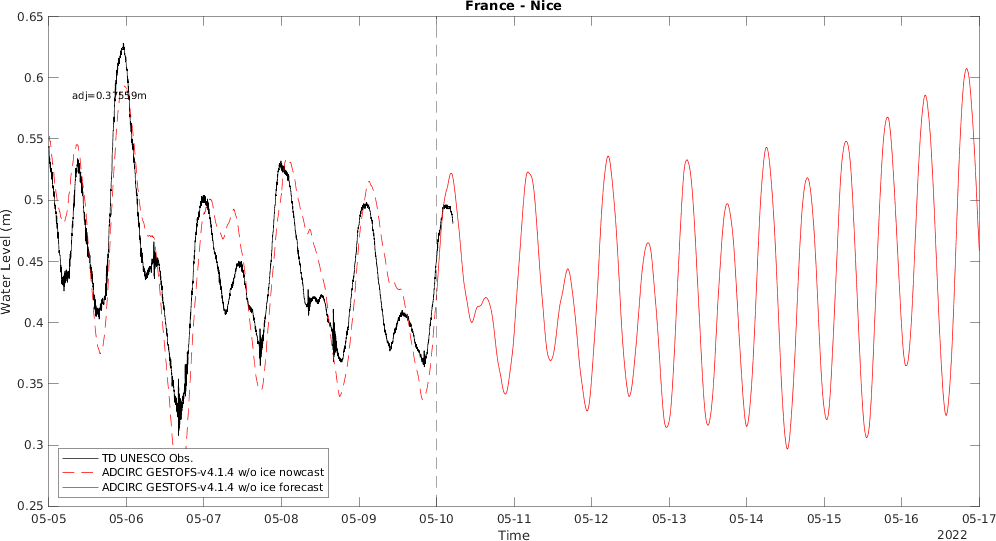 France - Nice
0.65
0.6
0.55
0.5
0.45
0.4
0.35
0.3
0.25
Water Level (m)
adj=0.37559m
TD UNESCO Obs.
ADCIRC GESTOFS-v4.1.4 w/o ice nowcast
ADCIRC GESTOFS-v4.1.4 w/o ice forecast
05-05 05-06 05-07 05-08 05-09 05-10 05-11 05-12 05-13 05-14 05-15 05-16 05-17
Time
2022